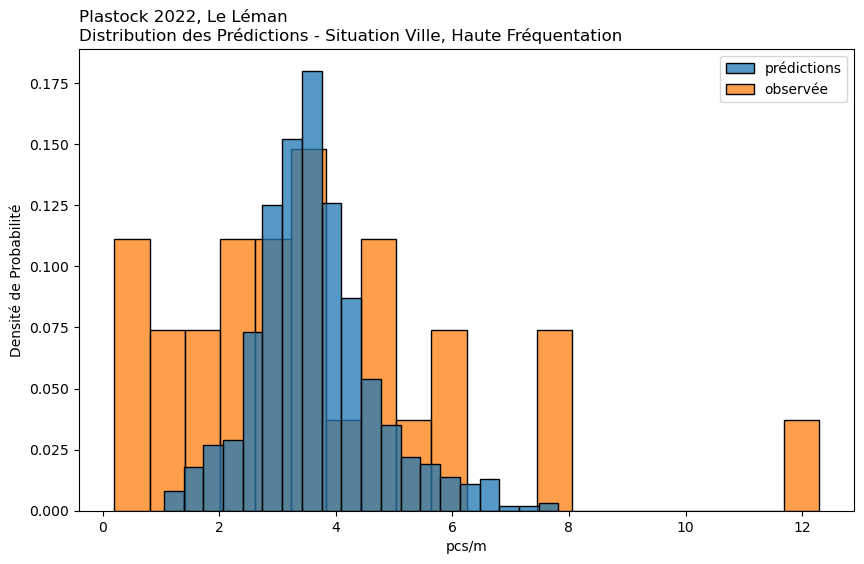 Plastock 2022, Le Léman
Distribution des Prédictions - Situation Ville, Haute Fréquentation
prédictions
observée
Densité de Probabilité
0.175
0.150
0.125
0.100
0.075
0.050
0.025
0.000
0 2 4 6 8 10 12
pcs/m